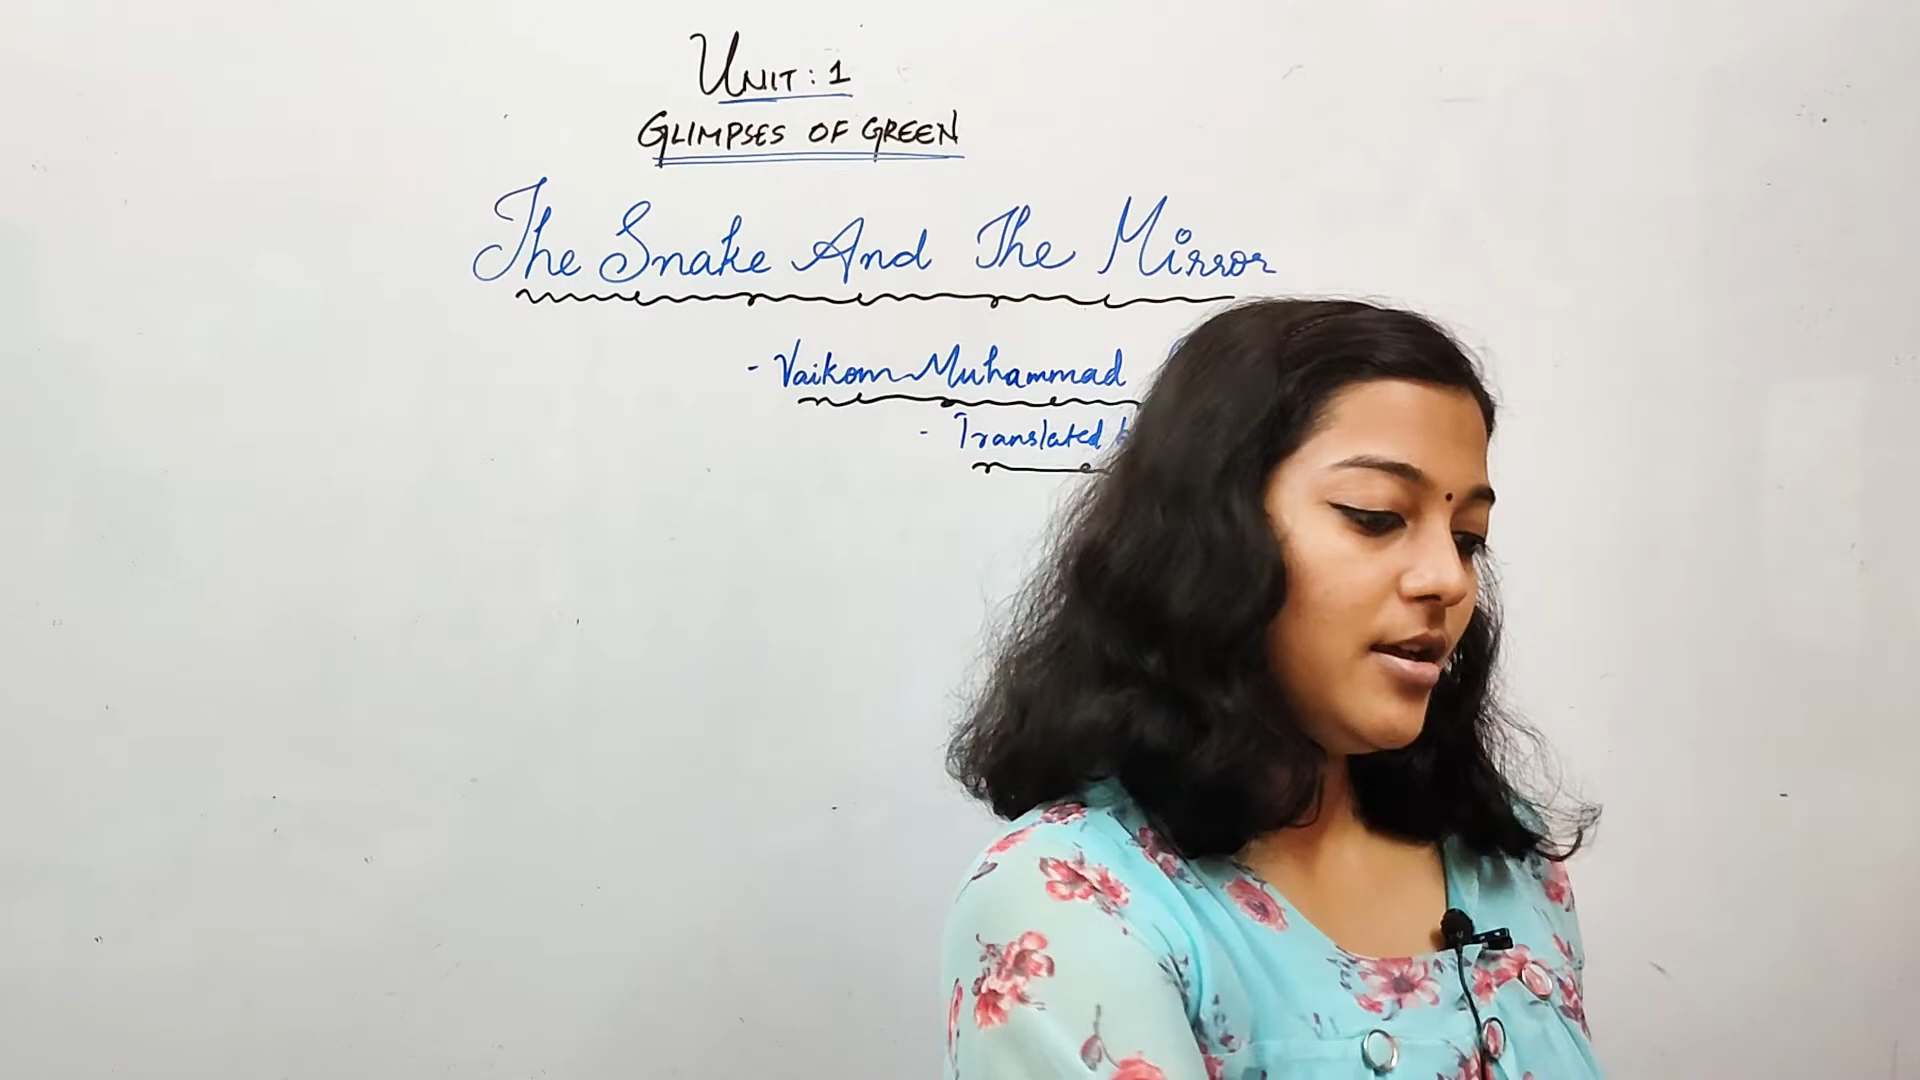 UNIT: 1
GLIMPSES OF GREEN
The Snake And The Mirror
- Vaikom Muhammad
- Translated